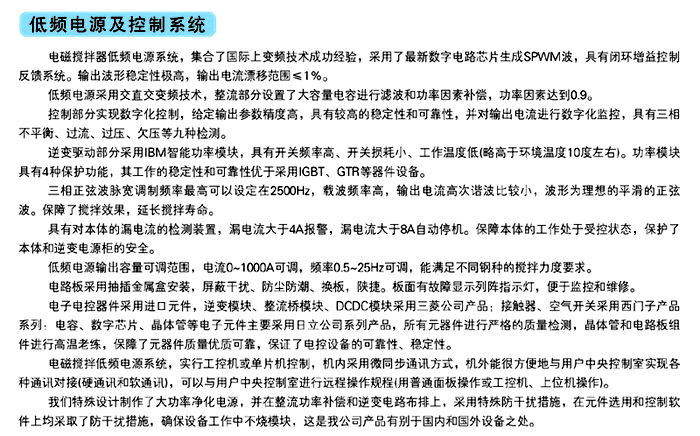 低频电源及控制系统
电磁搅拌器低频电源系统，集合了国际上变频技术成功经验，采用了最新数字电路芯片生成SPWM波，具有闭环增益控制
反馈系统。输出波形稳定性极高，输出电流漂移范围≤1%。
低频电源采用交直交变频技术，整流部分设置了大容量电容进行滤波和功率因素补偿，功率因素达到0.9。
控制部分实现数字化控制，给定输出参数精度高，具有较高的稳定性和可靠性，并对输出电流进行数字化监控，具有三相
不平衡、过流、过压、欠压等九种检测。
逆变驱动部分采用IBM智能功率模块，具有开关频率高、开关损耗小、工作温度低(略高于环境温度10度左右)。功率模块
具有4种保护功能，其工作的稳定性和可靠性优于采用IGBT、GTR等器件设备。
三相正弦波脉宽调制频率最高可以设定在2500Hz，载波频率高，输出电流高次谐波比较小，波形为理想的平滑的正弦
波。保障了搅拌效果，延长搅拌寿命。
具有对本体的漏电流的检测装置，漏电流大于4A报警，漏电流大于8A自动停机。保障本体的工作处于受控状态，保护了
本体和逆变电源柜的安全。
低频电源输出容量可调范围，电流0~1000A可调，频率0.5~25Hz可调，能满足不同钢种的搅拌力度要求。
电路板采用抽插金属盒安装，屏蔽干扰、防尘防潮、换板，陕捷。板面有故障显示列阵指示灯，便于监控和维修。
电子电控器件采用进口元件，逆变模块、整流桥模块、DCDC模块采用三菱公司产品；接触器、空气开关采用西门子产品
系列；电容、数字芯片、晶体管等电子元件主要采用日立公司系列产品，所有元器件进行严格的质量检测，晶体管和电路板组
件进行高温老练，保障了元器件质量优质可靠，保证了电控设备的可靠性、稳定性。
电磁搅拌低频电源系统，实行工控机或单片机控制，机内采用微同步通讯方式，机外能很方便地与用户中央控制室实现各
种通讯对接(硬通讯和软通讯)，可以与用户中央控制室进行远程操作规程(用普通面板操作或工控机、上位机操作)。
我们特殊设计制作了大功率净化电源，并在整流功率补偿和逆变电路布排上，采用特殊防干扰措施，在元件选用和控制软
件上均采取了防干扰措施，确保设备工作中不烧模块，这是我公司产品有别于国内和国外设备之处。